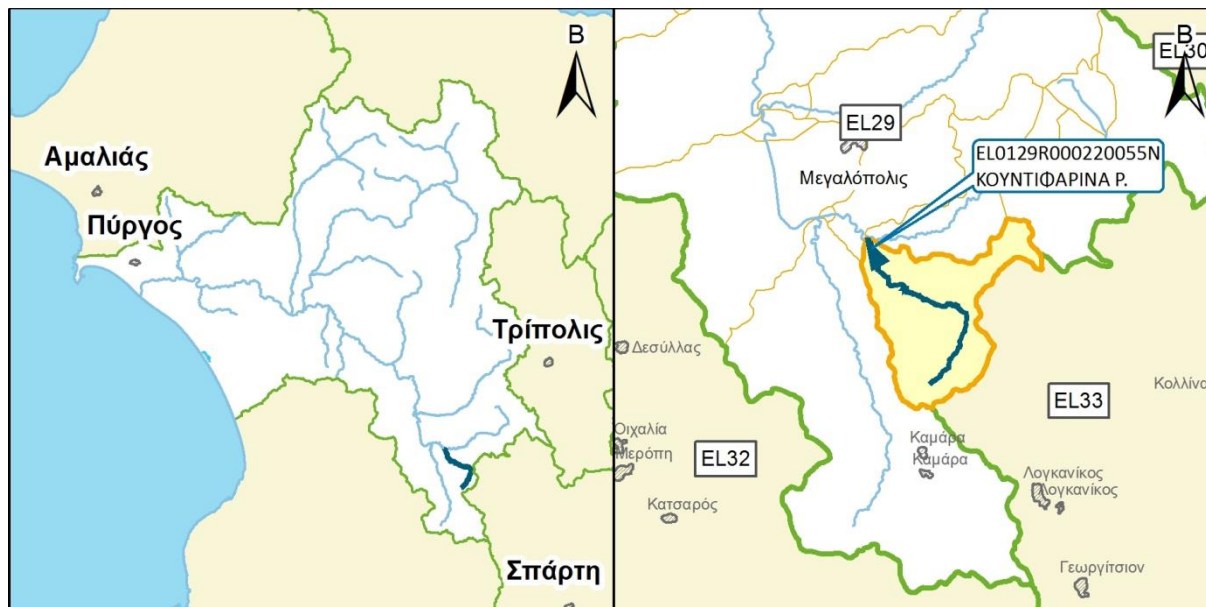 Β
Αμαλιάς
Πύργος
Τρίπολις
Σπάρτη
Β
EL30
EL29
EL0129R000220055N
ΚΟΥΝΤΙΦΑΡΙΝΑ Ρ.
Μεγαλόπολις
Δεσύλλας
Κολλίνα
EL33
Οιχαλία
Μερόπη
EL32
Καμάρα
Καμάρα
Λογκανίκος
Λογκανίκος
Κατσαρός
Γεωργίτσιον